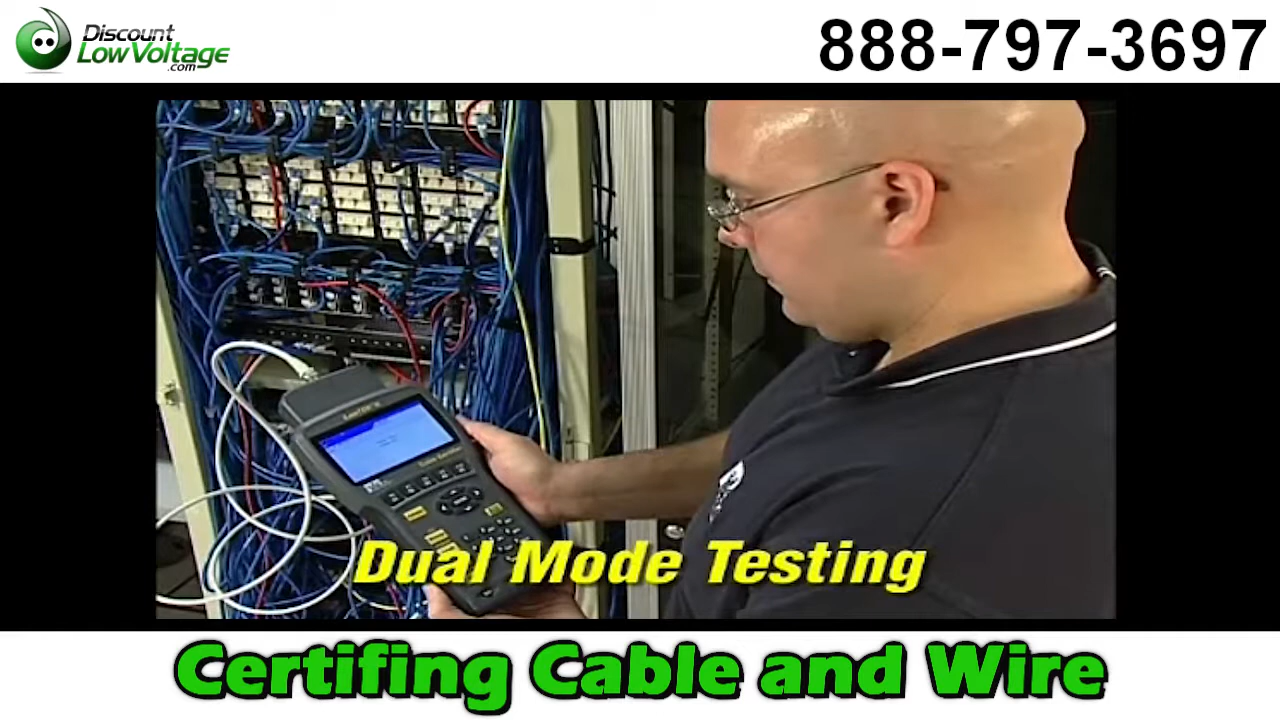 Discount
LowVoltage
.com
888-797-3697
Dual Mode Testing
Certifing Cable and Wire